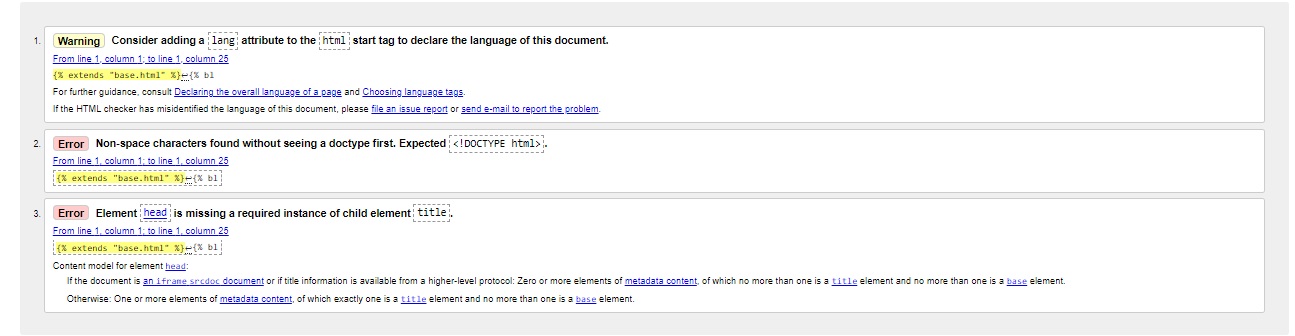 1. Warning Consider adding a lang attribute to the html start tag to declare the language of this document.
From line 1, column 1; to line 1, column 25
{% extends "base.html" %}↩{% bl
For further guidance, consult Declaring the overall language of a page and Choosing language tags.
If the HTML checker has misidentified the language of this document, please file an issue report or send e-mail to report the problem.
2. Error Non-space characters found without seeing a doctype first. Expected <!DOCTYPE html>.
From line 1, column 1; to line 1, column 25
{% extends "base.html" %}↩{% bl
3. Error Element head is missing a required instance of child element title.
From line 1, column 1; to line 1, column 25
{% extends "base.html" %}↩{% bl
Content model for element head:
If the document is an iframe srcdoc document or if title information is available from a higher-level protocol: Zero or more elements of metadata content, of which no more than one is a title element and no more than one is a base element.
Otherwise: One or more elements of metadata content, of which exactly one is a title element and no more than one is a base element.